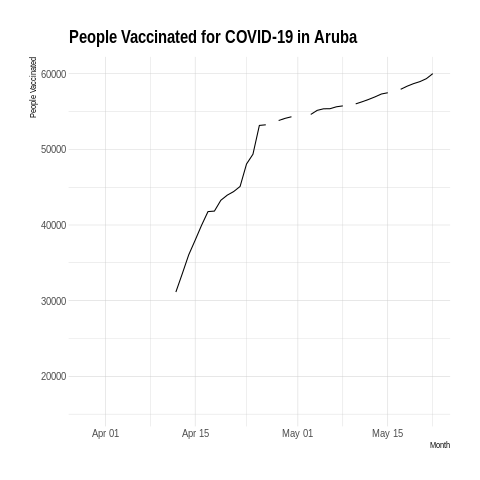 People Vaccinated for COVID-19 in Aruba
People Vaccinated
60000
50000
40000
30000
20000
Apr 01 Apr 15 May 01 May 15
Month